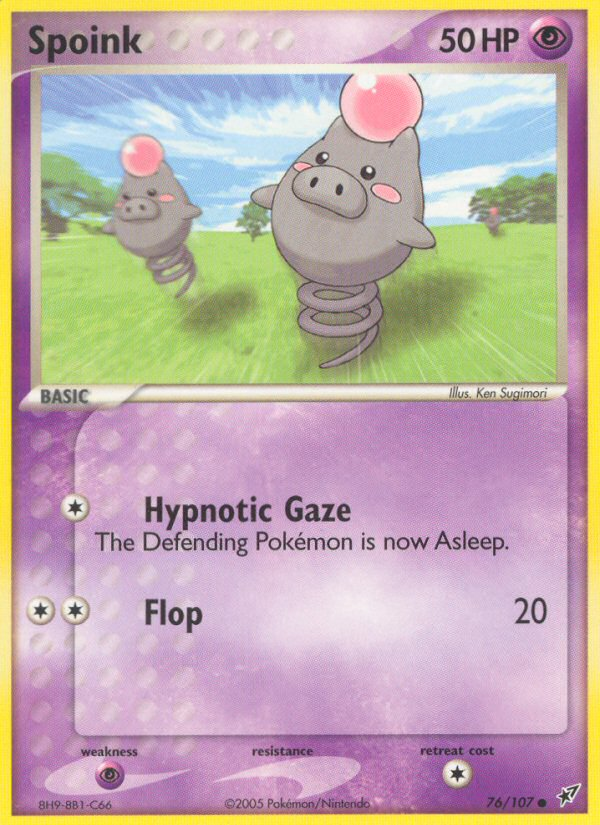 Spoink
50 HP
BASIC
Illus. Ken Sugimori
Hypnotic Gaze
The Defending Pokémon is now Asleep.
Flop 20
weakness resistance retreat cost
8H9-8B1-C66 ©2005 Pokémon/Nintendo 76/107